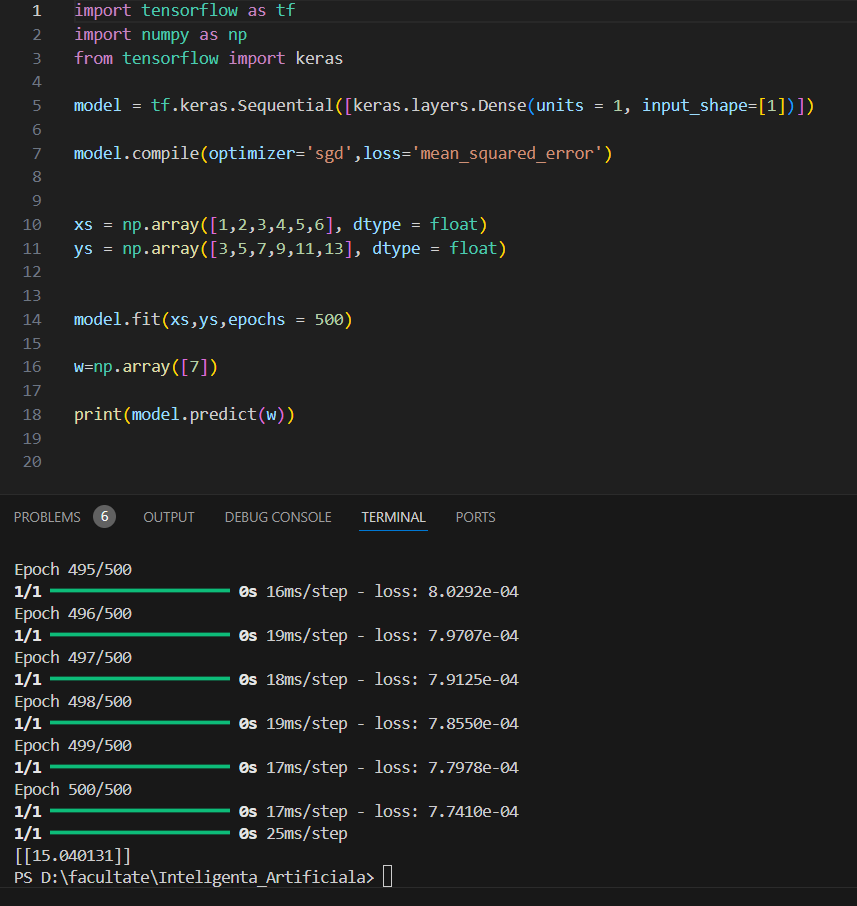 1 import tensorflow as tf
2 import numpy as np
3 from tensorflow import keras
4
5 model = tf.keras.Sequential([keras.layers.Dense(units = 1, input_shape=[1])])
6
7 model.compile(optimizer='sgd',loss='mean_squared_error')
8
9
10 xs = np.array([1,2,3,4,5,6], dtype = float)
11 ys = np.array([3,5,7,9,11,13], dtype = float)
12
13
14 model.fit(xs,ys,epochs = 500)
15
16 w=np.array([7])
17
18 print(model.predict(w))
19
20
PROBLEMS 6 OUTPUT DEBUG CONSOLE TERMINAL PORTS
Epoch 495/500
1/1 0s 16ms/step - loss: 8.0292e-04
Epoch 496/500
1/1 0s 19ms/step - loss: 7.9707e-04
Epoch 497/500
1/1 0s 18ms/step - loss: 7.9125e-04
Epoch 498/500
1/1 0s 19ms/step - loss: 7.8550e-04
Epoch 499/500
1/1 0s 17ms/step - loss: 7.7978e-04
Epoch 500/500
1/1 0s 17ms/step - loss: 7.7410e-04
1/1 0s 25ms/step
[[15.040131]]
PS D:\facultate\Inteligenta_Artificiala>